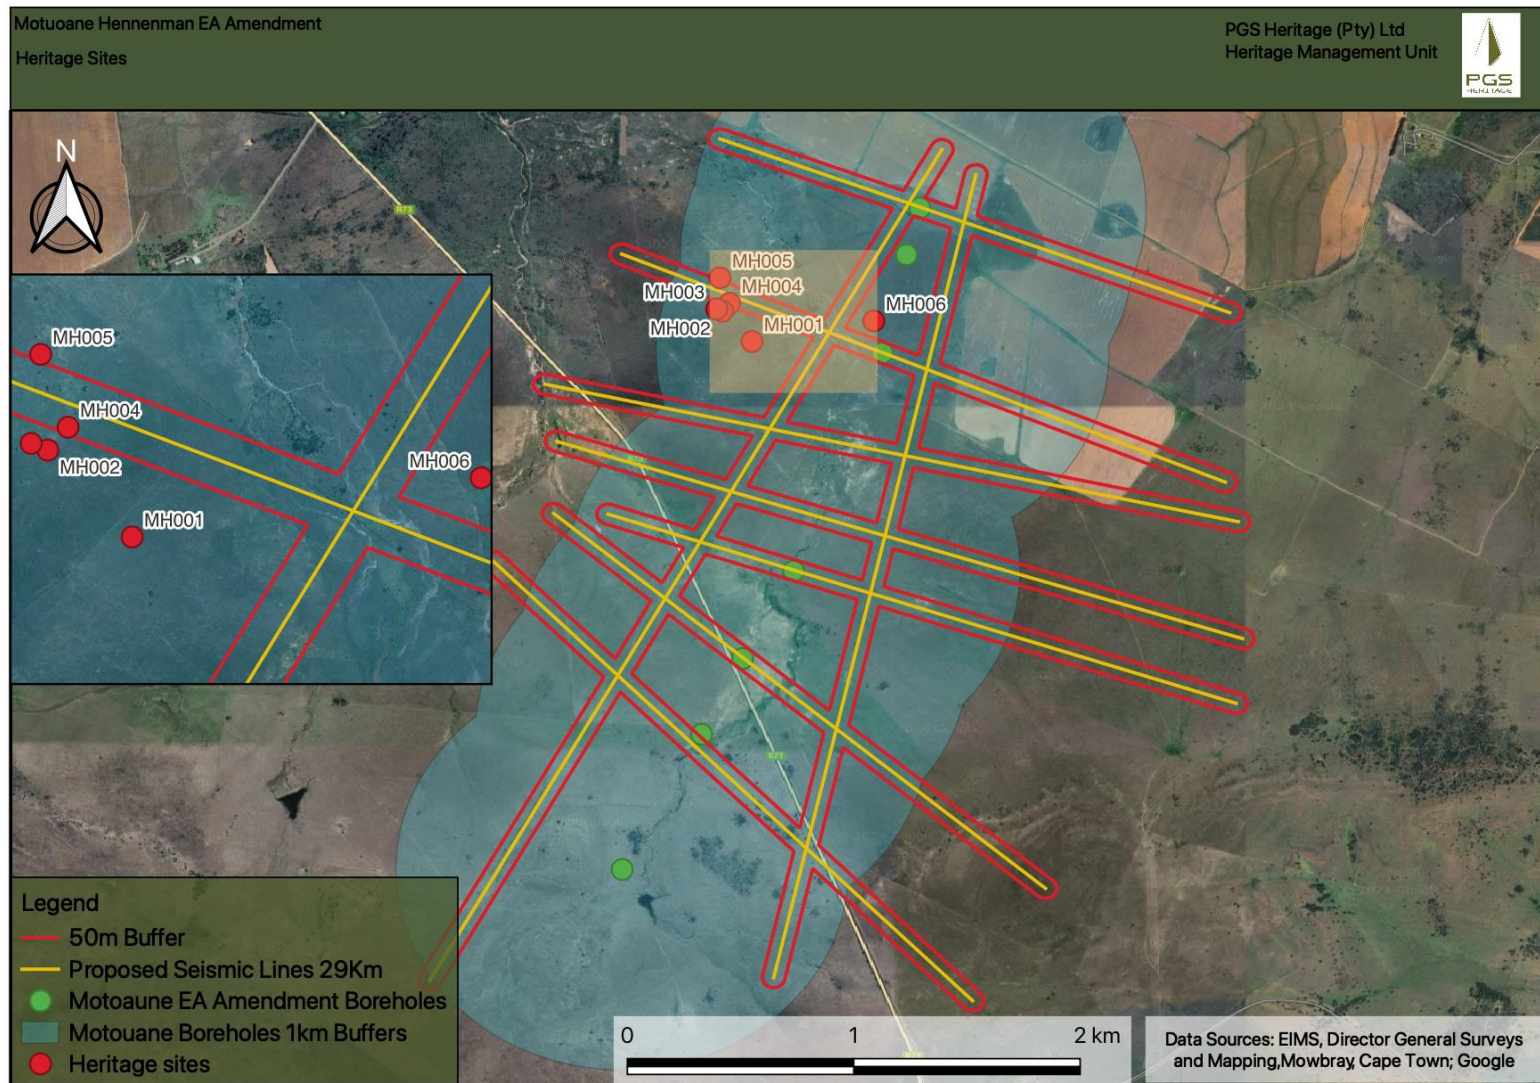 Motuoane Hennenman EA Amendment
Heritage Sites
PGS Heritage (Pty) Ltd
Heritage Management Unit
PGS
HERITAGE
N
R73
MH005
MH004
MH003
MH002
MH001
MH006
MH005
MH004
MH002
MH001
MH006
R73
Legend
50m Buffer
Proposed Seismic Lines 29Km
Motoaune EA Amendment Boreholes
Motouane Boreholes 1km Buffers
Heritage sites
0 1 2 km
Data Sources: EIMS, Director General Surveys
and Mapping,Mowbray, Cape Town; Google